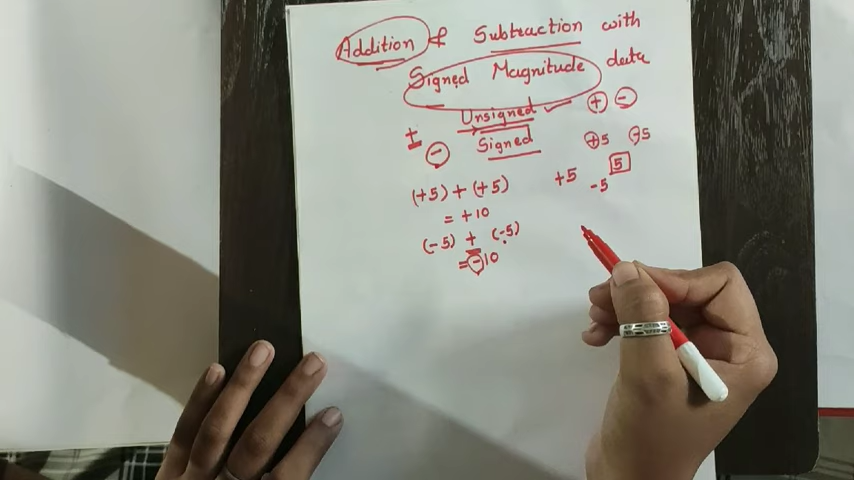 Addition & Subtraction with
Signed Magnitude data
Unsigned ✓ + -
± Signed +5 -5
- 5
(+5) + (+5) +5 -5
= +10
(-5) + (-5)
= -10